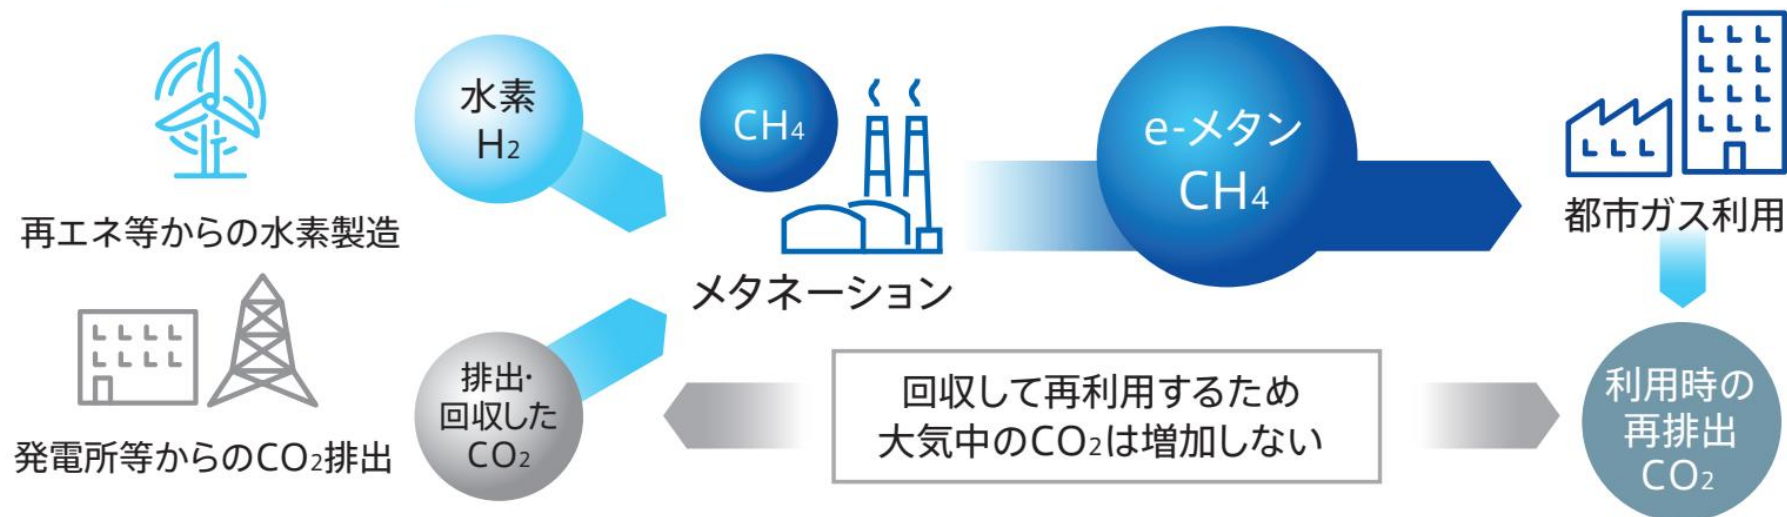 再エネ等からの水素製造
水素
H₂
発電所等からのCO₂排出
排出・
回収した
CO₂
CH₄
メタネーション
e-メタン
CH₄
都市ガス利用
回収して再利用するため
大気中のCO₂は増加しない
利用時の
再排出
CO₂